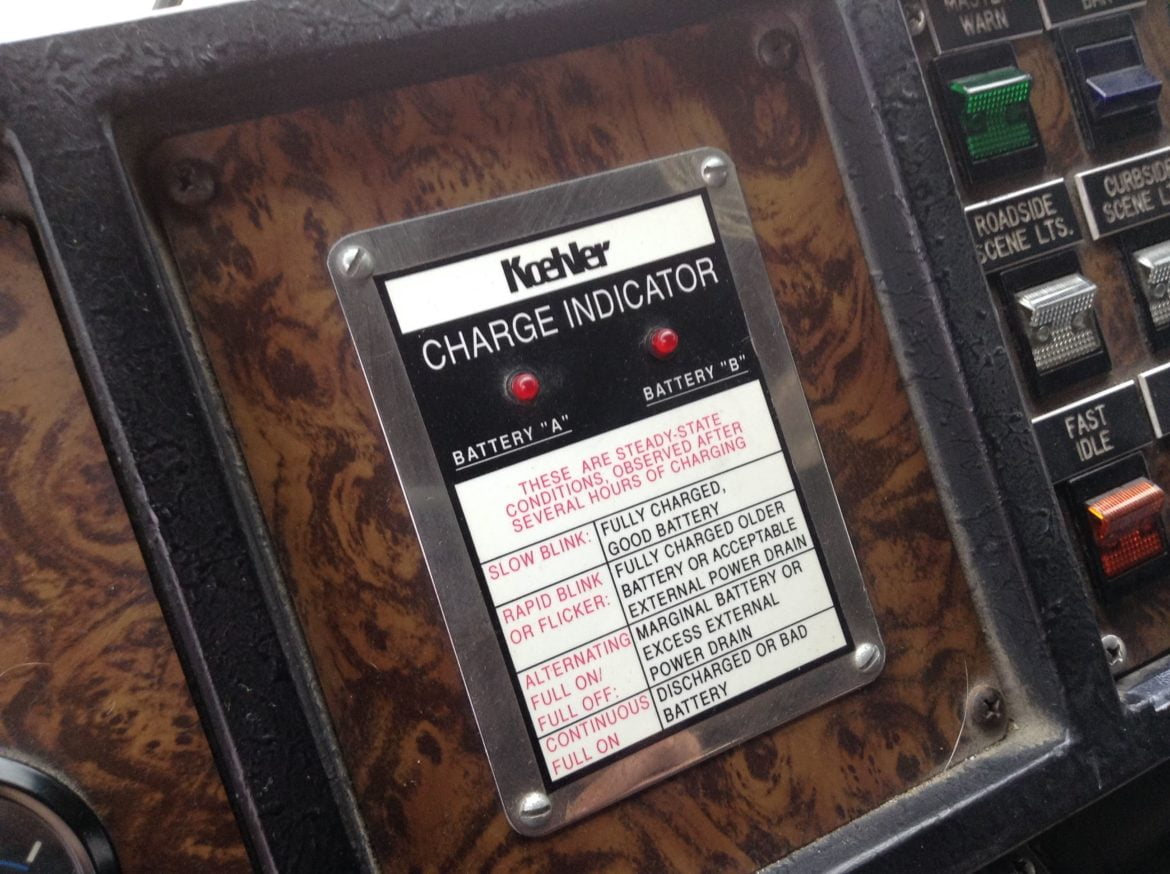 Koehler
CHARGE INDICATOR
BATTERY "A"
BATTERY "B"
THESE ARE STEADY-STATE
CONDITIONS, OBSERVED AFTER
SEVERAL HOURS OF CHARGING
SLOW BLINK:
FULLY CHARGED,
GOOD BATTERY
RAPID BLINK
OR FLICKER:
FULLY CHARGED OLDER
BATTERY OR ACCEPTABLE
EXTERNAL POWER DRAIN
ALTERNATING
FULL ON/
FULL OFF:
MARGINAL BATTERY OR
EXCESS EXTERNAL
POWER DRAIN
CONTINUOUS
FULL ON
DISCHARGED OR BAD
BATTERY
WARN
ROADSIDE
SCENE LTS.
CURBSIDE
SCENE
FAST
IDLE